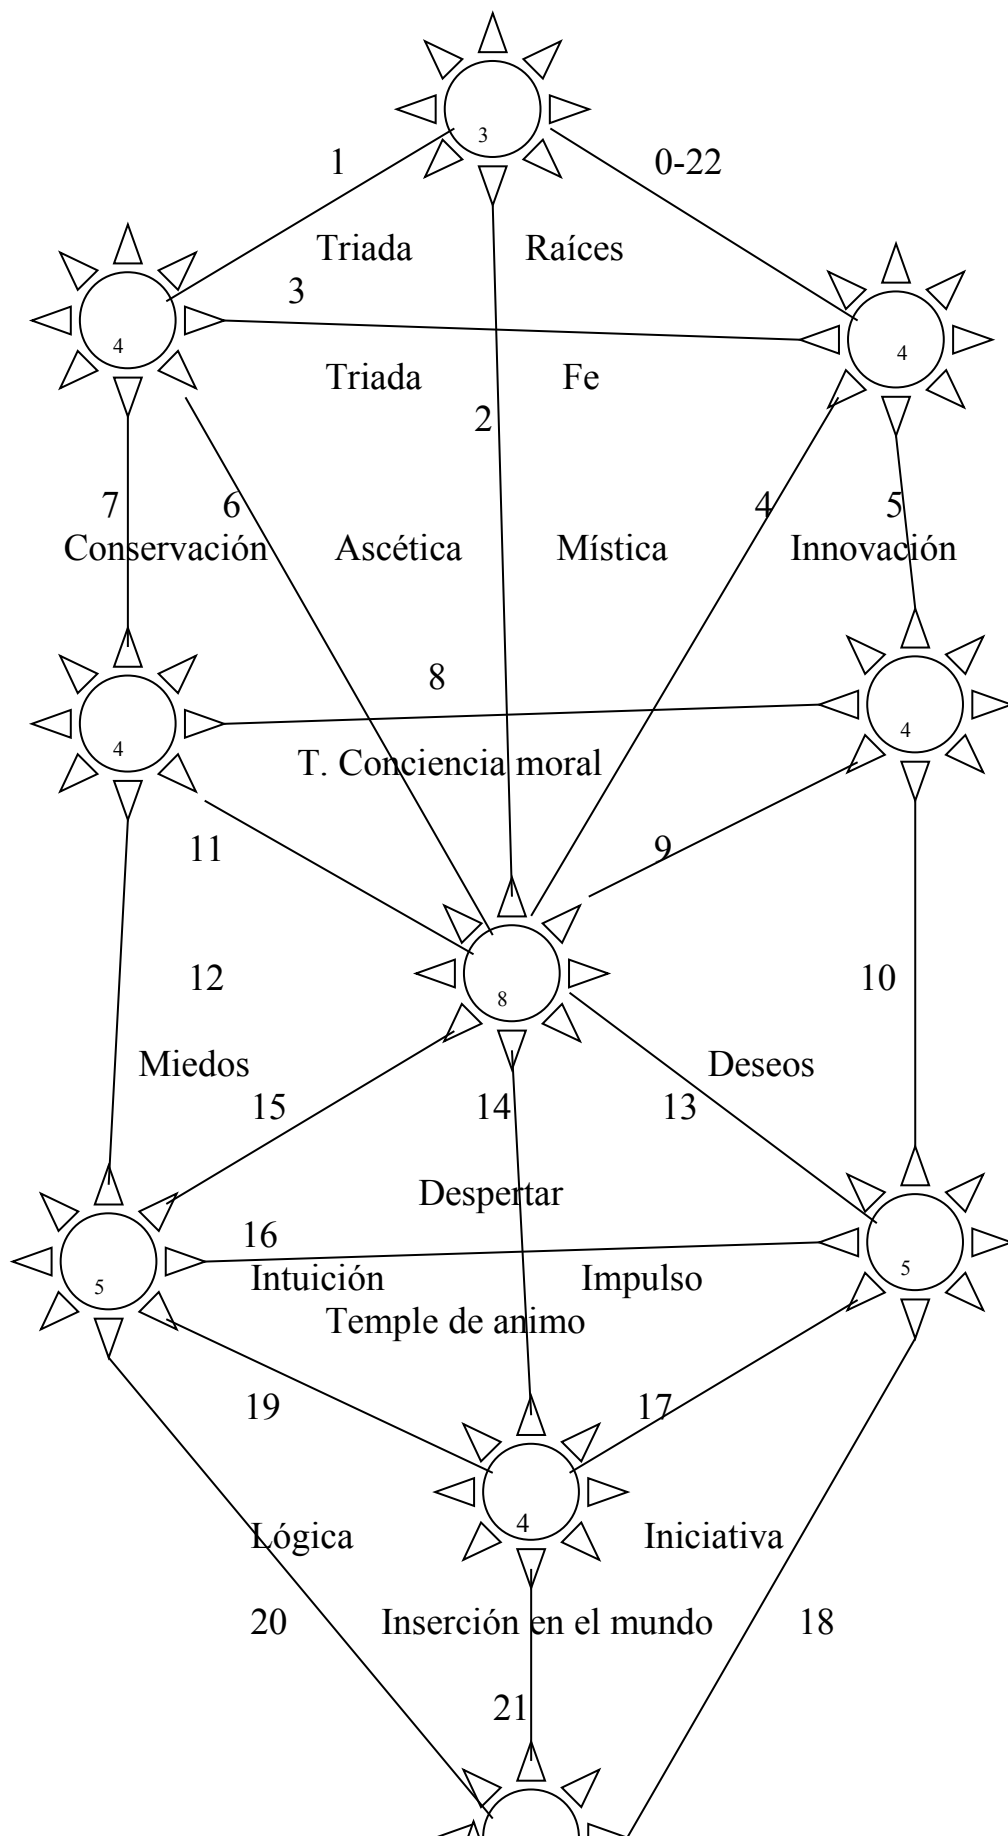 3
1 0-22
Triada Raíces
3
4
4
Triada Fe
2
7 6 4 5
Conservación Ascética Mística Innovación
8
4
4
T. Conciencia moral
11 9
12 10
8
Miedos Deseos
15 14 13
Despertar
16
5
5
Intuición Impulso
Temple de animo
19 17
4
Lógica Iniciativa
20 Inserción en el mundo 18
21